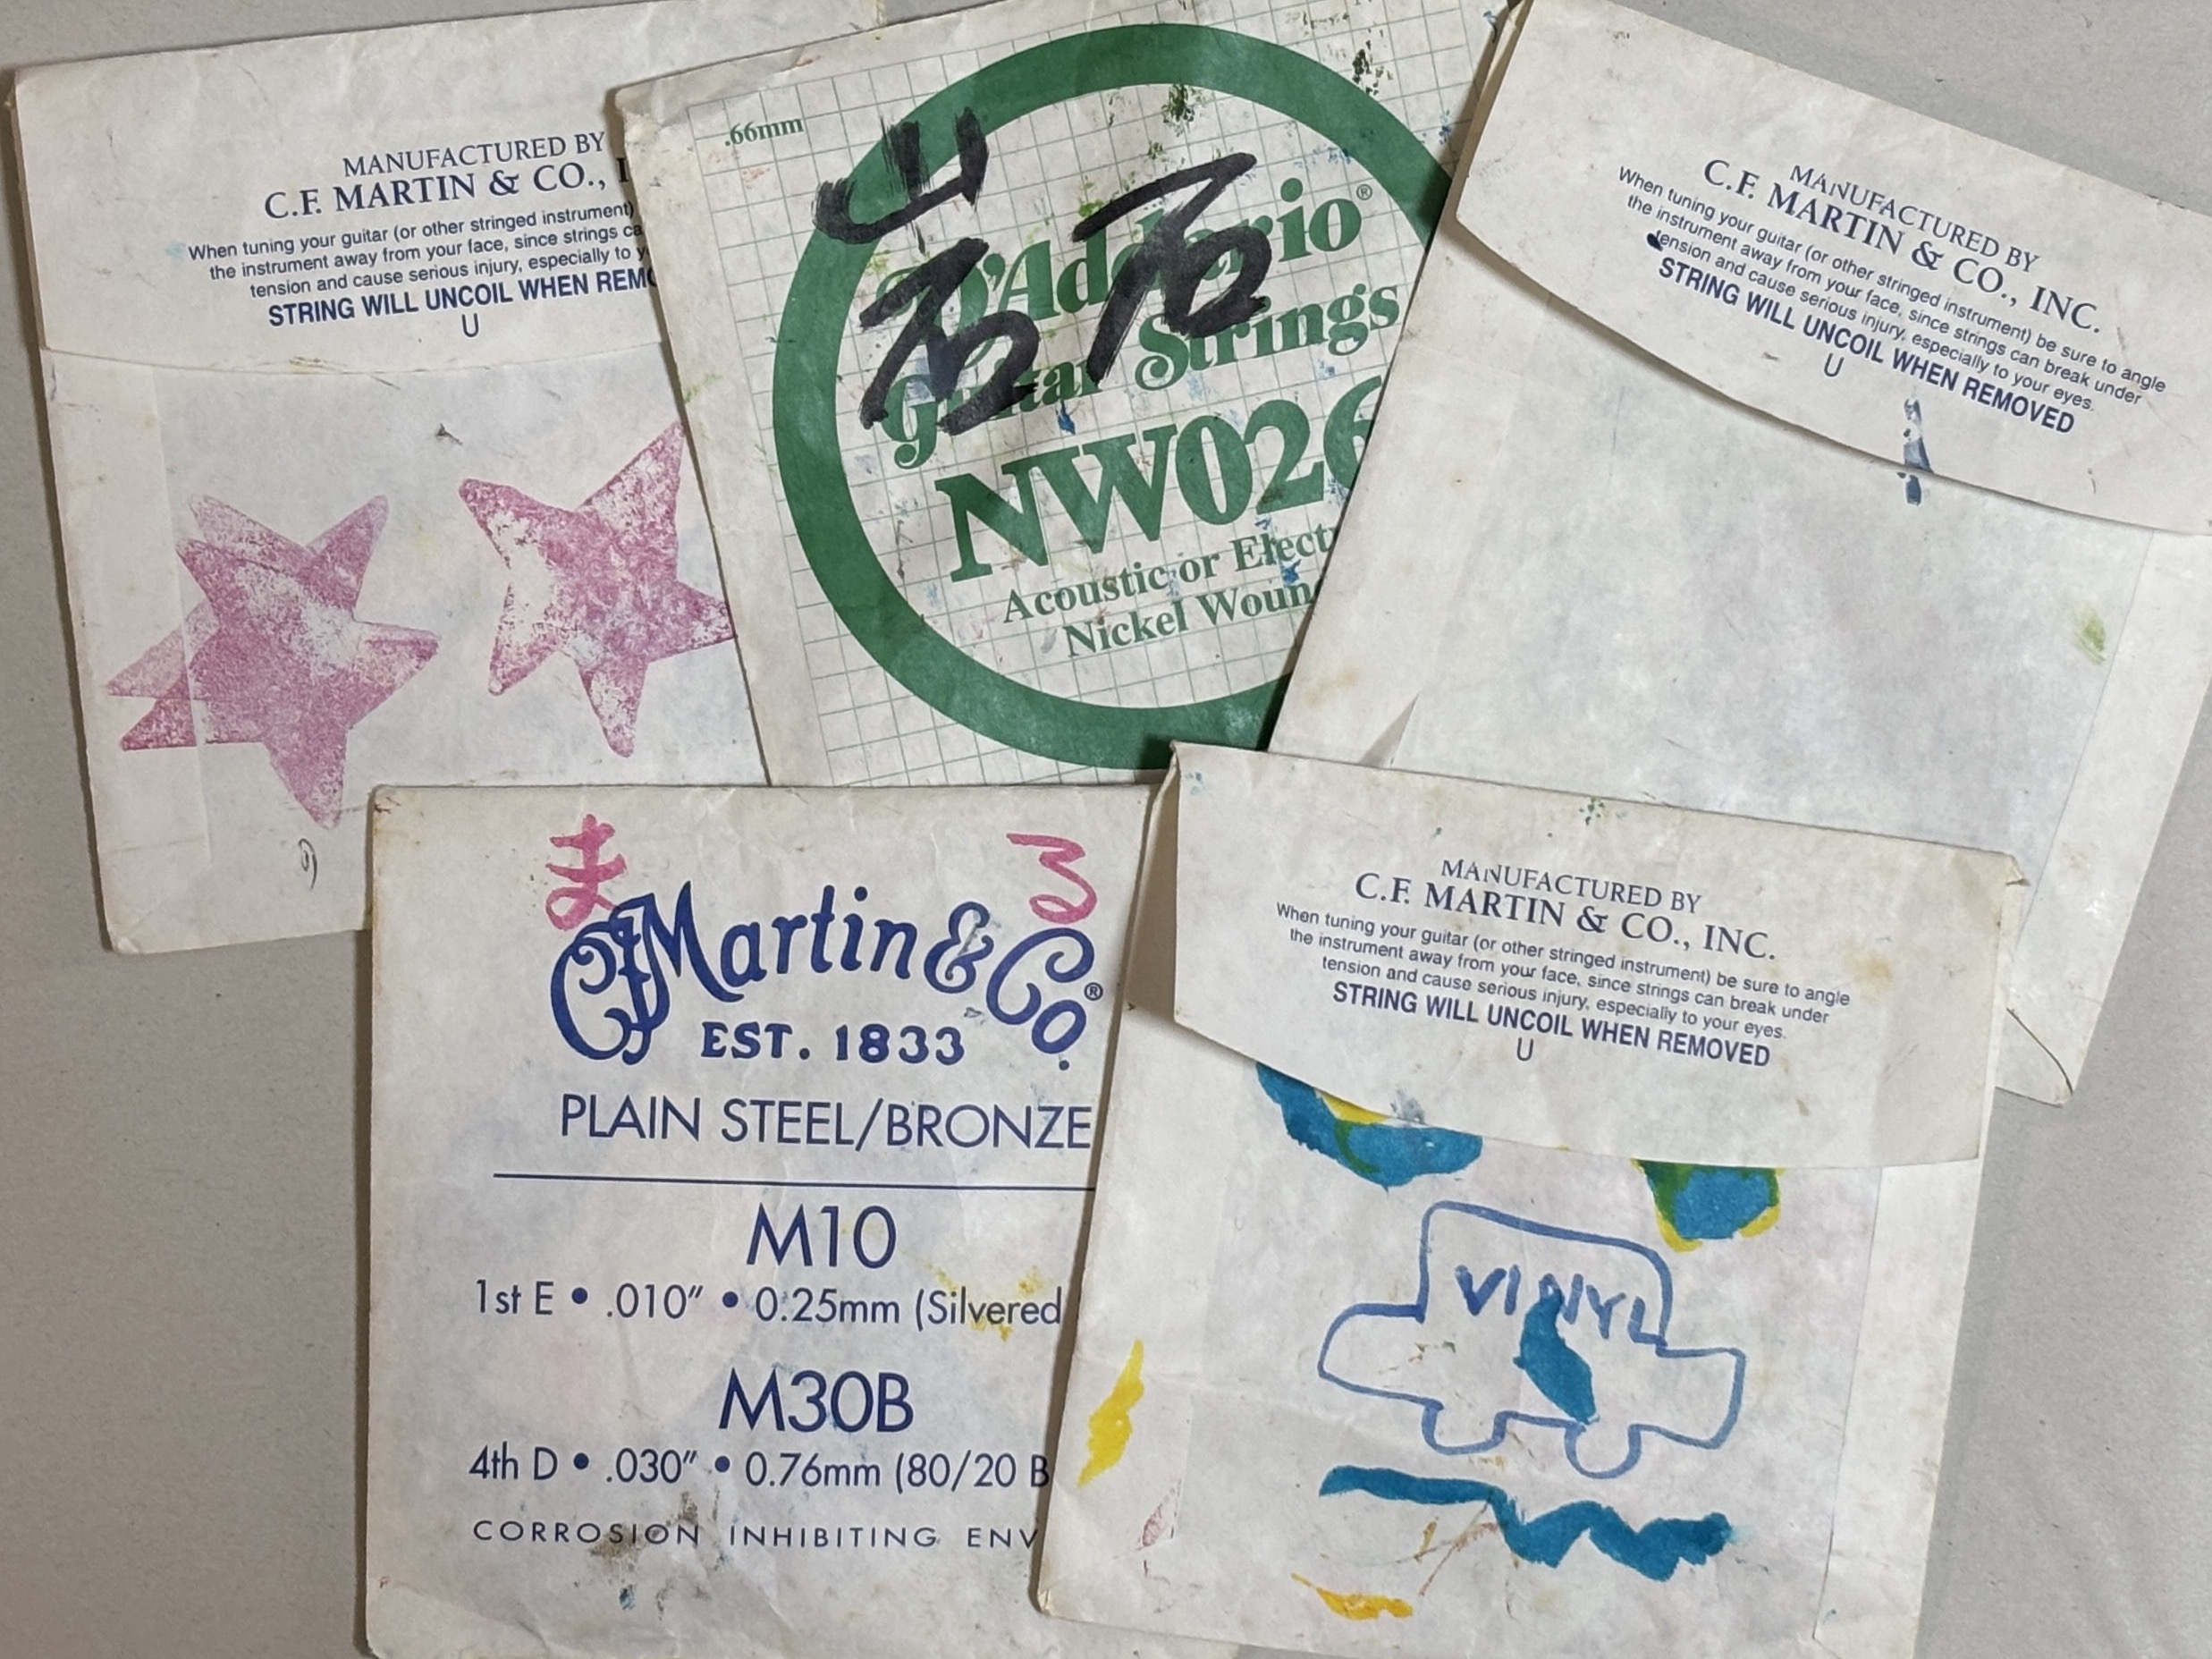 MANUFACTURED BY
C.F. MARTIN & CO., I
When tuning your guitar (or other stringed instrument)
the instrument away from your face, since strings ca
tension and cause serious injury, especially to y
STRING WILL UNCOIL WHEN REMO
U
.66mm
岩石
D'Addario®
Guitar Strings
NW026
Acoustic or Elect
Nickel Woun
MANUFACTURED BY
C.F. MARTIN & CO., INC.
When tuning your guitar (or other stringed instrument) be sure to angle
the instrument away from your face, since strings can break under
tension and cause serious injury, especially to your eyes.
STRING WILL UNCOIL WHEN REMOVED
U
まる
CF Martin & Co.®
EST. 1833
PLAIN STEEL/BRONZE
M10
1st E • .010" • 0.25mm (Silvered
M30B
4th D • .030" • 0.76mm (80/20 B
CORROSION INHIBITING ENV
MANUFACTURED BY
C.F. MARTIN & CO., INC.
When tuning your guitar (or other stringed instrument) be sure to angle
the instrument away from your face, since strings can break under
tension and cause serious injury, especially to your eyes.
STRING WILL UNCOIL WHEN REMOVED
U
VINYL